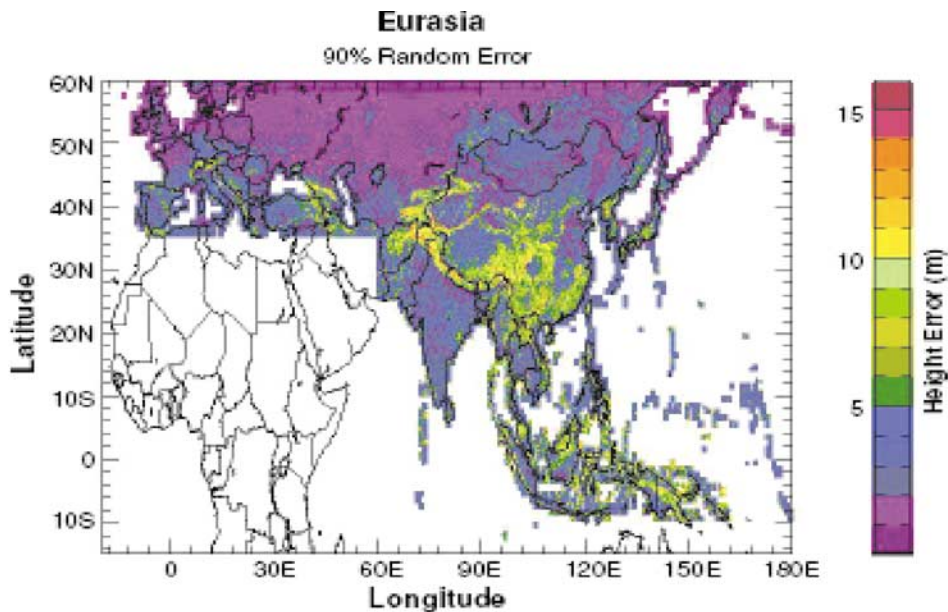 Eurasia
90% Random Error
60N
50N
40N
30N
20N
10S
0
10S
Latitude
0
30E
60E
90E
120E
150E
180E
Longitude
15
10
5
Height Error (m)